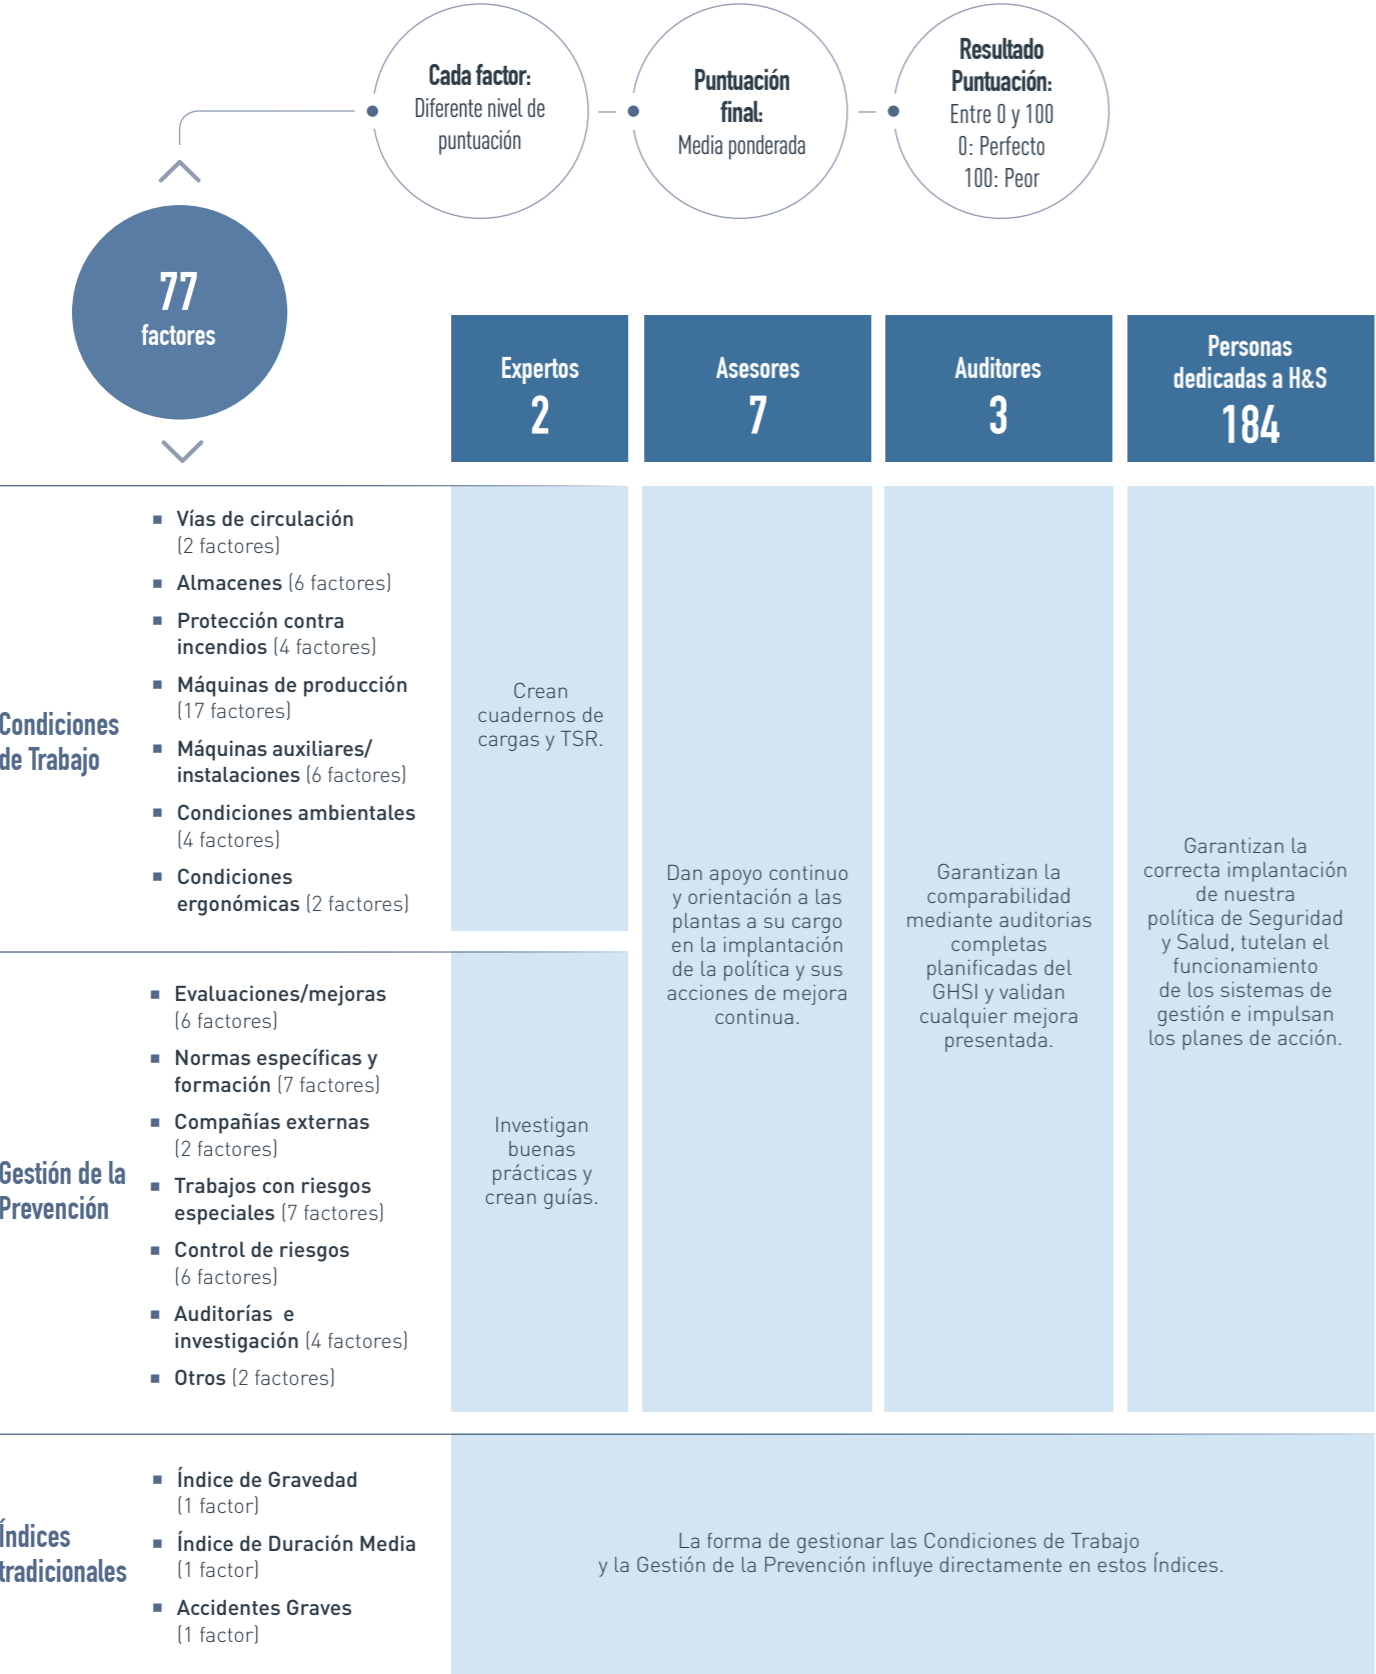 Cada factor:
Diferente nivel de
puntuación
Puntuación
final:
Media ponderada
Resultado
Puntuación:
Entre 0 y 100
0: Perfecto
100: Peor
77
factores
Expertos
2
Asesores
7
Auditores
3
Personas
dedicadas a H&S
184
Condiciones
de Trabajo
Vías de circulación
(2 factores)
Almacenes (6 factores)
Protección contra
incendios (4 factores)
Máquinas de producción
(17 factores)
Máquinas auxiliares/
instalaciones (6 factores)
Condiciones ambientales
(4 factores)
Condiciones
ergonómicas (2 factores)
Crean
cuadernos de
cargas y TSR.
Gestión de la
Prevención
Evaluaciones/mejoras
(6 factores)
Normas específicas y
formación (7 factores)
Compañías externas
(2 factores)
Trabajos con riesgos
especiales (7 factores)
Control de riesgos
(6 factores)
Auditorías e
investigación (4 factores)
Otros (2 factores)
Investigan
buenas
prácticas y
crean guías.
Dan apoyo continuo
y orientación a las
plantas a su cargo
en la implantación
de la política y sus
acciones de mejora
continua.
Garantizan la
comparabilidad
mediante auditorias
completas
planificadas del
GHSI y validan
cualquier mejora
presentada.
Garantizan la
correcta implantación
de nuestra
política de Seguridad
y Salud, tutelan el
funcionamiento
de los sistemas de
gestión e impulsan
los planes de acción.
Índices
tradicionales
Índice de Gravedad
(1 factor)
Índice de Duración Media
(1 factor)
Accidentes Graves
(1 factor)
La forma de gestionar las Condiciones de Trabajo
y la Gestión de la Prevención influye directamente en estos Índices.